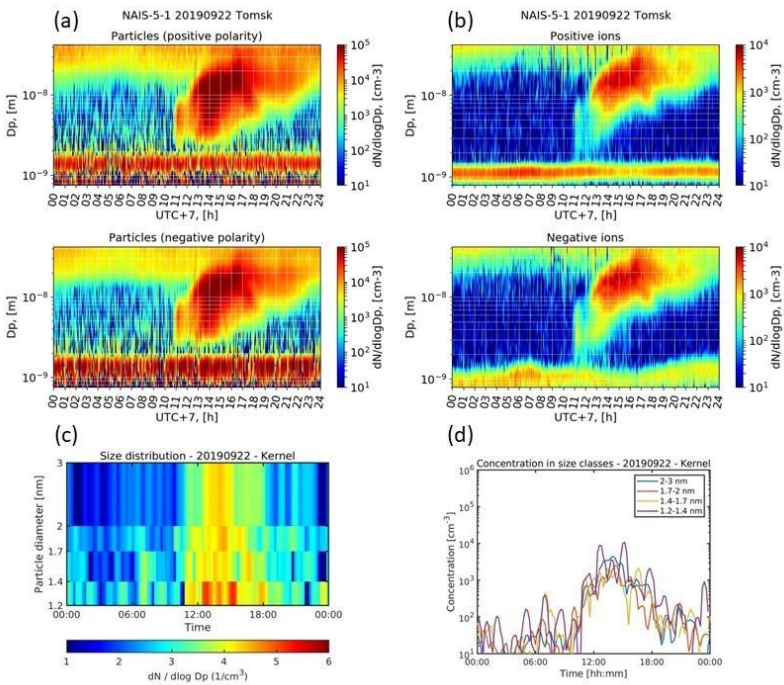 (a) NAIS-5-1 20190922 Tomsk
Particles (positive polarity)
Dp, [m]
10⁻⁸
10⁻⁹
00 01 02 03 04 05 06 07 08 09 10 11 12 13 14 15 16 17 18 19 20 21 22 23 24
UTC+7, [h]
10⁵
10⁴
10³
10²
10¹
dN/dlogDp, [cm-3]
(b) NAIS-5-1 20190922 Tomsk
Positive ions
Dp, [m]
10⁻⁸
10⁻⁹
00 01 02 03 04 05 06 07 08 09 10 11 12 13 14 15 16 17 18 19 20 21 22 23 24
UTC+7, [h]
10⁴
10³
10²
10¹
dN/dlogDp, [cm-3]
Particles (negative polarity)
Dp, [m]
10⁻⁸
10⁻⁹
00 01 02 03 04 05 06 07 08 09 10 11 12 13 14 15 16 17 18 19 20 21 22 23 24
UTC+7, [h]
10⁵
10⁴
10³
10²
10¹
dN/dlogDp, [cm-3]
Negative ions
Dp, [m]
10⁻⁸
10⁻⁹
00 01 02 03 04 05 06 07 08 09 10 11 12 13 14 15 16 17 18 19 20 21 22 23 24
UTC+7, [h]
10⁴
10³
10²
10¹
dN/dlogDp, [cm-3]
(c)
Size distribution - 20190922 - Kernel
Particle diameter [nm]
3
2
1.7
1.4
1.2
00:00 06:00 12:00 18:00 00:00
Time
1 2 3 4 5 6
dN / dlog Dp (1/cm³)
(d)
Concentration in size classes - 20190922 - Kernel
Concentration [cm⁻³]
10⁶
10⁵
10⁴
10³
10²
10¹
2-3 nm
1.7-2 nm
1.4-1.7 nm
1.2-1.4 nm
00:00 06:00 12:00 18:00 00:00
Time [hh:mm]